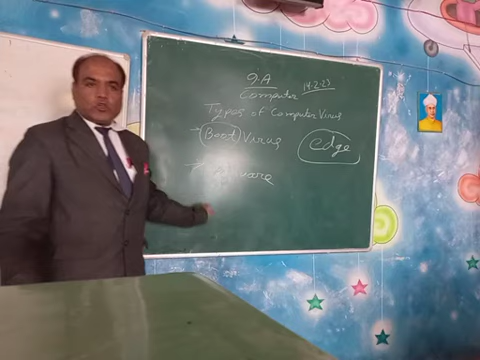 9.A
Computer 14-2-23
Types of Computer Virus
→ Boot Virus
edge
→